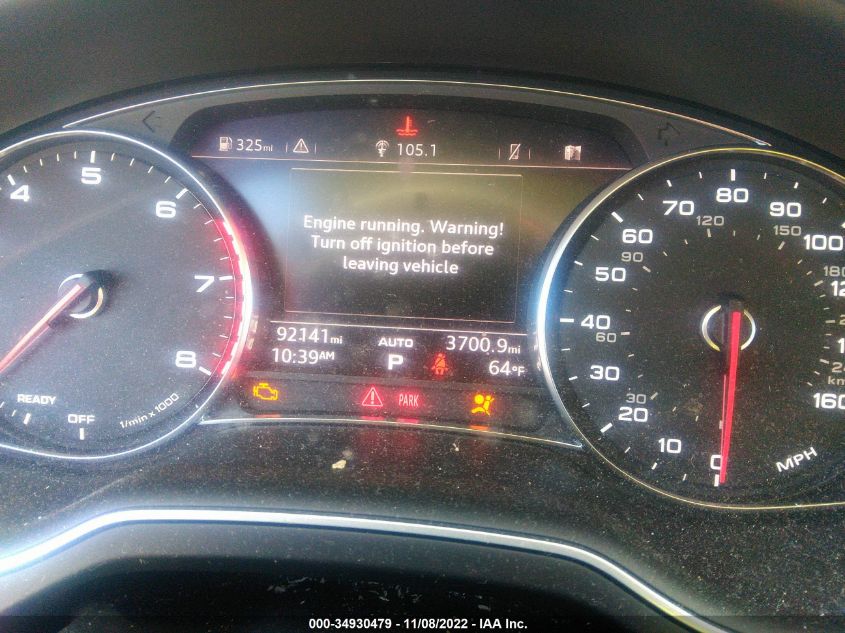 325mi
105.1
Engine running. Warning!
Turn off ignition before
leaving vehicle
92141mi
AUTO
3700.9mi
10:39AM
P
64°F
PARK
4
5
6
7
8
READY
OFF
1/min x 1000
0
10
20
30
40
50
60
70
80
90
100
160
30
60
90
120
150
180
MPH
000-34930479 - 11/08/2022 - IAA Inc.